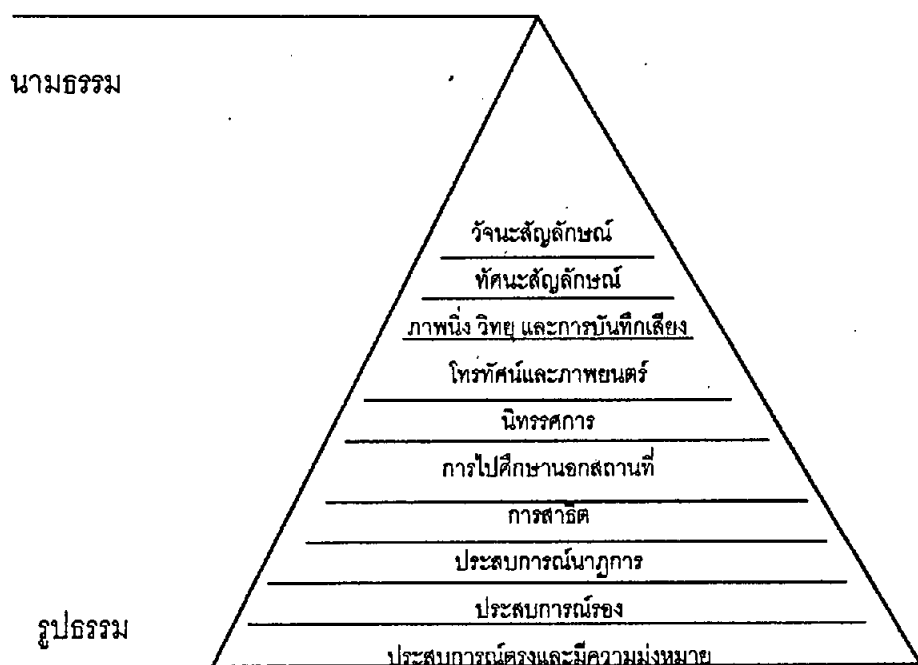 นามธรรม
วัจนะสัญลักษณ์
ทัศนะสัญลักษณ์
ภาพนิ่ง วิทยุ และการบันทึกเสียง
โทรทัศน์และภาพยนตร์
นิทรรศการ
การไปศึกษานอกสถานที่
การสาธิต
ประสบการณ์นาฏการ
ประสบการณ์รอง
รูปธรรม
ประสบการณ์ตรงและมีความมุ่งหมาย